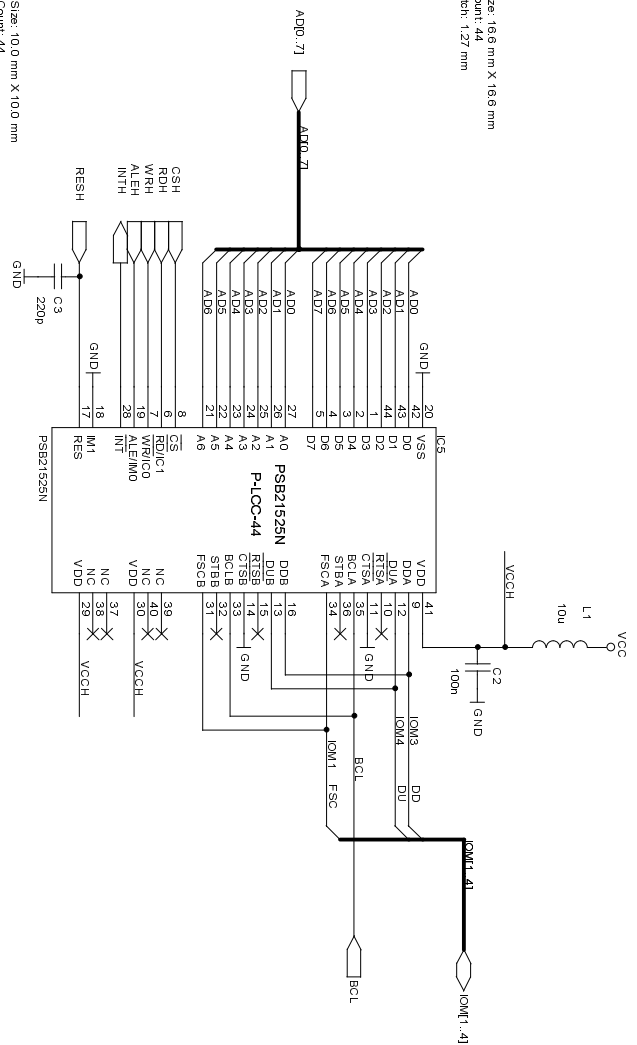 VCC
L1
10u
VCCH
ze: 16.6 mm X 16.6 mm
ount: 44
tch: 1.27 mm
C2
100n
GND
IOM[1..4]
IOM[1..4]
IC5
GND
20 VSS
VDD 41
AD0 42 D0
DDA 9
IOM3 DD
AD1 43 D1
DUA 12
IOM4 DU
AD2 44 D2
RTSA 10
AD3 1 D3
CTSA 11
GND
AD4 2 D4
BCLA 35
BCL
BCL
AD5 3 D5
STBA 36
AD6 4 D6
FSCA 34
IOM1 FSC
AD7 5 D7
AD[0..7]
AD[0..7]
PSB21525N
P-LCC-44
AD0 27 A0
DDB 16
AD1 26 A1
DUB 13
AD2 25 A2
RTSB 15
AD3 24 A3
CTSB 14
GND
AD4 23 A4
BCLB 33
AD5 22 A5
STBB 32
AD6 21 A6
FSCB 31
CSH 8 CS
RDH 6 RD/IC1
NC 39
WRH 7 WR/IC0
NC 40
ALEH 19 ALE/IM0
VDD 30 VCCH
INTH 28 INT
NC 37
GND 18 IM1
NC 38
RESH 17 RES
VDD 29 VCCH
C3
220p
GND
PSB21525N
Size: 10.0 mm X 10.0 mm
Count: 44